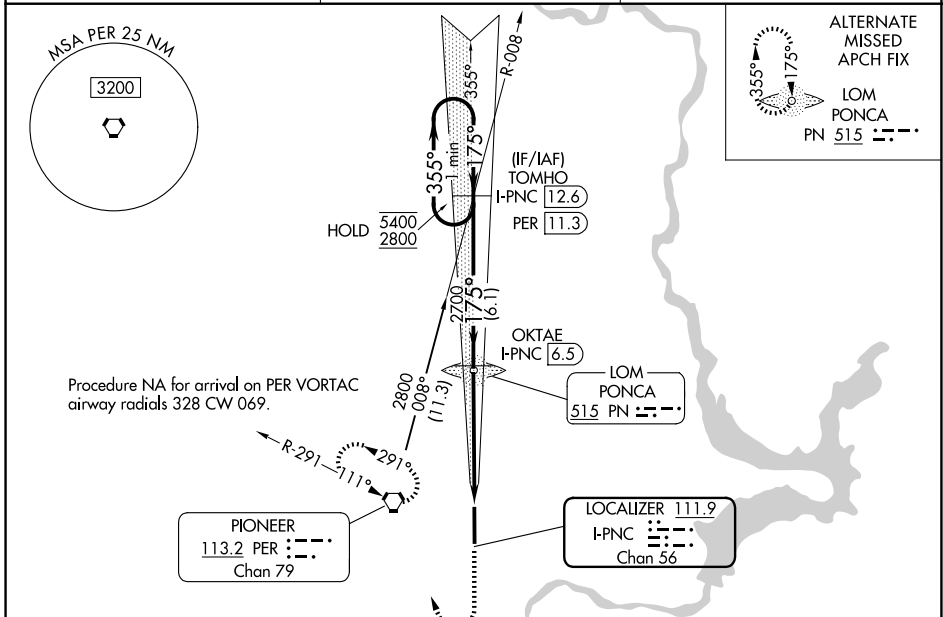 MSA PER 25 NM
3200
ALTERNATE
MISSED
APCH FIX
355°
175°
LOM
PONCA
PN 515
R-008
355°
175°
355°
1 min
(IF/IAF)
TOMHO
I-PNC 12.6
PER 11.3
HOLD 5400
2800
2700
175°
(6.1)
OKTAE
I-PNC 6.5
LOM
PONCA
515 PN
2800
008°
(11.3)
Procedure NA for arrival on PER VORTAC
airway radials 328 CW 069.
R-291
111°
291°
PIONEER
113.2 PER
Chan 79
LOCALIZER 111.9
I-PNC
Chan 56